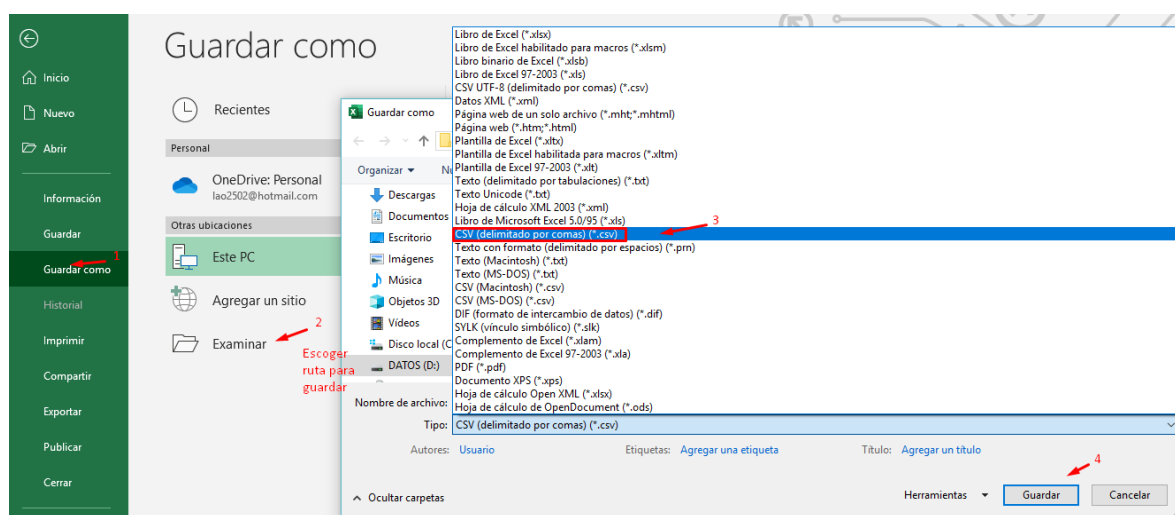 Guardar como
Inicio
Nuevo
Abrir
Información
Guardar
1
Guardar como
Historial
Imprimir
Compartir
Exportar
Publicar
Cerrar
Recientes
Personal
OneDrive: Personal
lao2502@hotmail.com
Otras ubicaciones
Este PC
Agregar un sitio
2
Examinar
Escoger
ruta para
guardar
Guardar como
Organizar
Descargas
Documentos
Escritorio
Imágenes
Música
Objetos 3D
Vídeos
Disco local (C
DATOS (D:)
Libro de Excel (*.xlsx)
Libro de Excel habilitado para macros (*.xlsm)
Libro binario de Excel (*.xlsb)
Libro de Excel 97-2003 (*.xls)
CSV UTF-8 (delimitado por comas) (*.csv)
Datos XML (*.xml)
Página web de un solo archivo (*.mht;*.mhtml)
Página web (*.htm;*.html)
Plantilla de Excel (*.xltx)
Plantilla de Excel habilitada para macros (*.xltm)
Plantilla de Excel 97-2003 (*.xlt)
Texto (delimitado por tabulaciones) (*.txt)
Texto Unicode (*.txt)
Hoja de cálculo XML 2003 (*.xml)
Libro de Microsoft Excel 5.0/95 (*.xls)
3
CSV (delimitado por comas) (*.csv)
Texto con formato (delimitado por espacios) (*.prn)
Texto (Macintosh) (*.txt)
Texto (MS-DOS) (*.txt)
CSV (Macintosh) (*.csv)
CSV (MS-DOS) (*.csv)
DIF (formato de intercambio de datos) (*.dif)
SYLK (vínculo simbólico) (*.slk)
Complemento de Excel (*.xlam)
Complemento de Excel 97-2003 (*.xla)
PDF (*.pdf)
Documento XPS (*.xps)
Hoja de cálculo Open XML (*.xlsx)
Hoja de cálculo de OpenDocument (*.ods)
Nombre de archivo:
Tipo: CSV (delimitado por comas) (*.csv)
Autores: Usuario Etiquetas: Agregar una etiqueta Título: Agregar un título
4
Ocultar carpetas Herramientas Guardar Cancelar